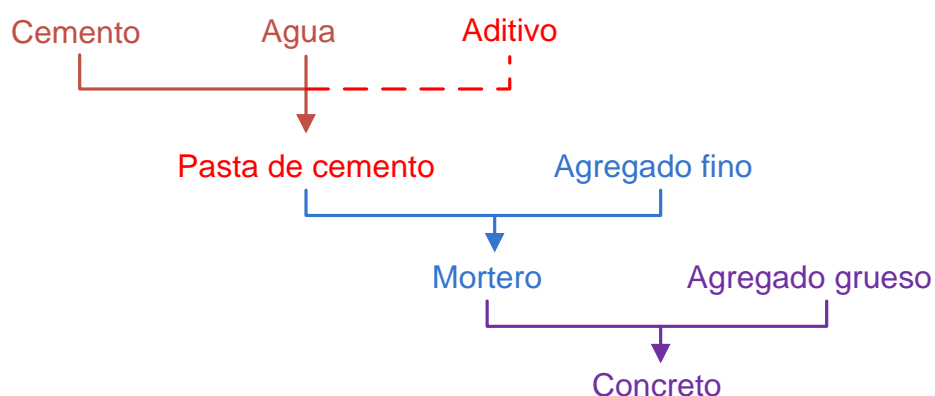 Cemento Agua Aditivo
Pasta de cemento Agregado fino
Mortero Agregado grueso
Concreto